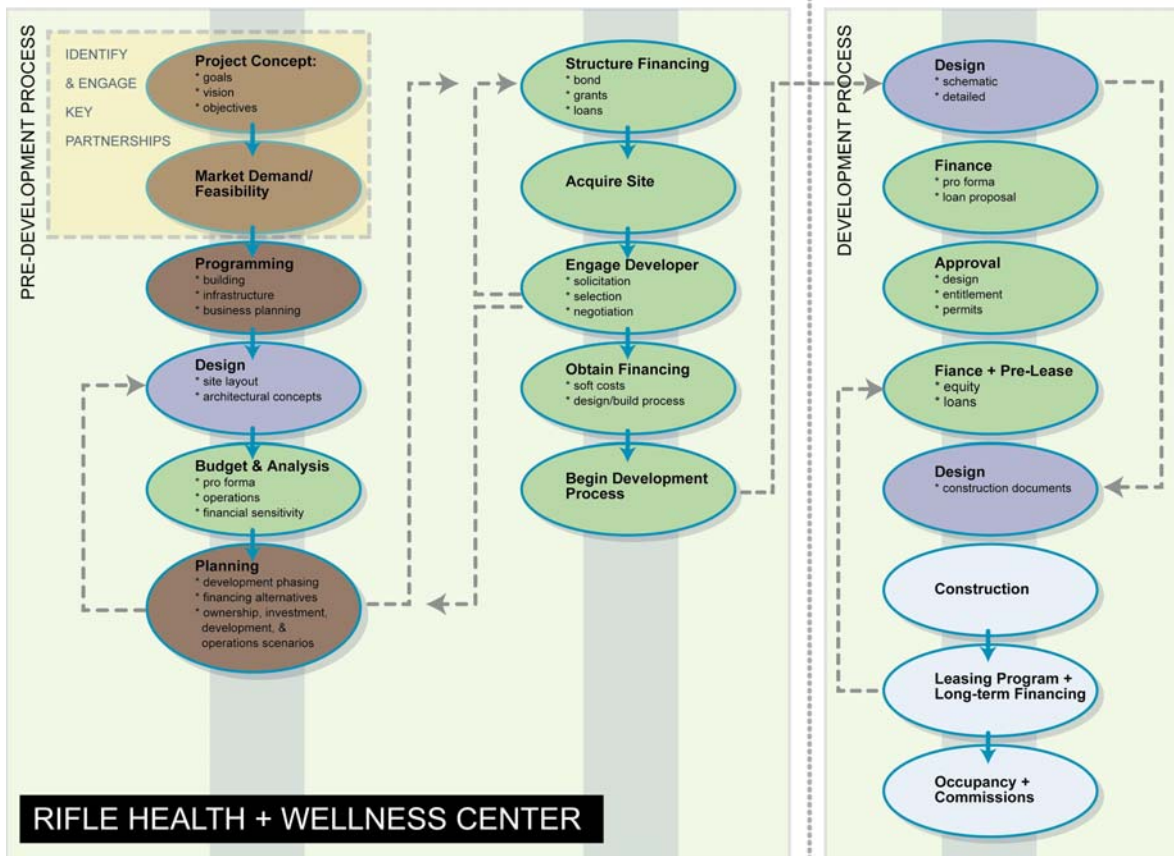 PRE-DEVELOPMENT PROCESS
IDENTIFY
& ENGAGE
KEY
PARTNERSHIPS
Project Concept:
* goals
* vision
* objectives
Market Demand/
Feasibility
Programming
* building
* infrastructure
* business planning
Design
* site layout
* architectural concepts
Budget & Analysis
* pro forma
* operations
* financial sensitivity
Planning
* development phasing
* financing alternatives
* ownership, investment,
development, &
operations scenarios
Structure Financing
* bond
* grants
* loans
Acquire Site
Engage Developer
* solicitation
* selection
* negotiation
Obtain Financing
* soft costs
* design/build process
Begin Development
Process
RIFLE HEALTH + WELLNESS CENTER
DEVELOPMENT PROCESS
Design
* schematic
* detailed
Finance
* pro forma
* loan proposal
Approval
* design
* entitlement
* permits
Fiance + Pre-Lease
* equity
* loans
Design
* construction documents
Construction
Leasing Program +
Long-term Financing
Occupancy +
Commissions